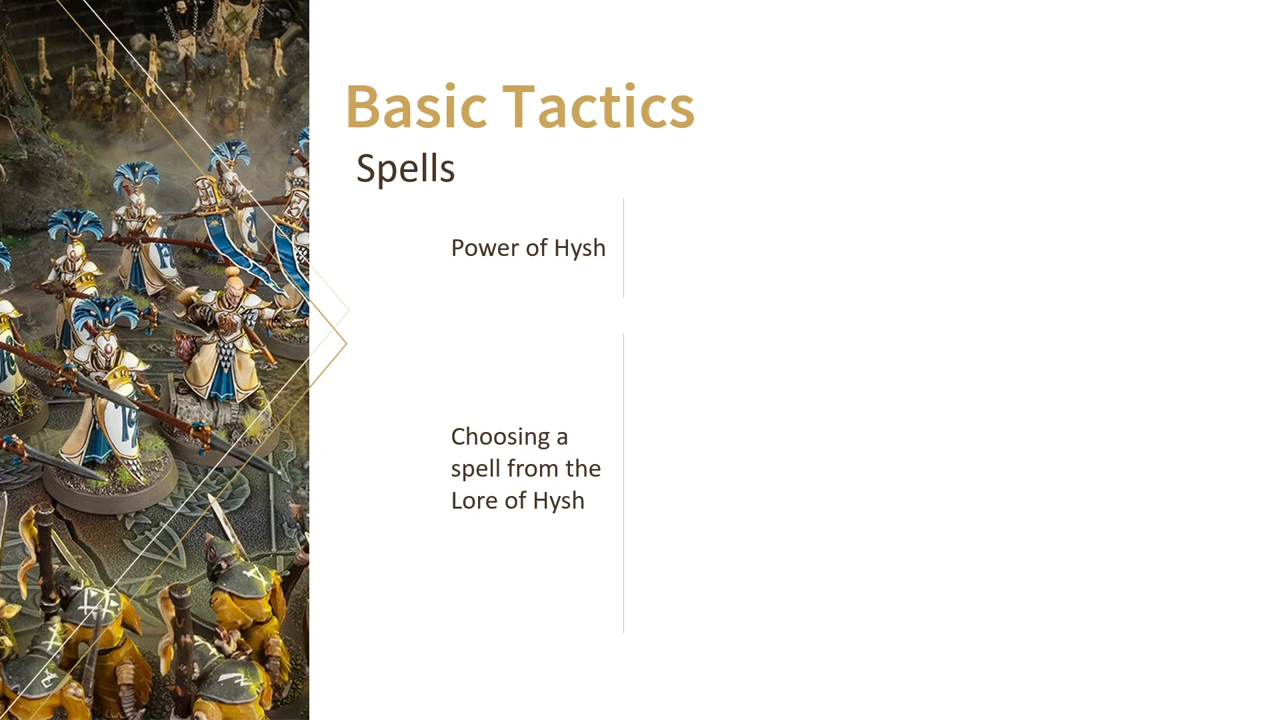 Basic Tactics
Spells
Power of Hysh
Choosing a
spell from the
Lore of Hysh